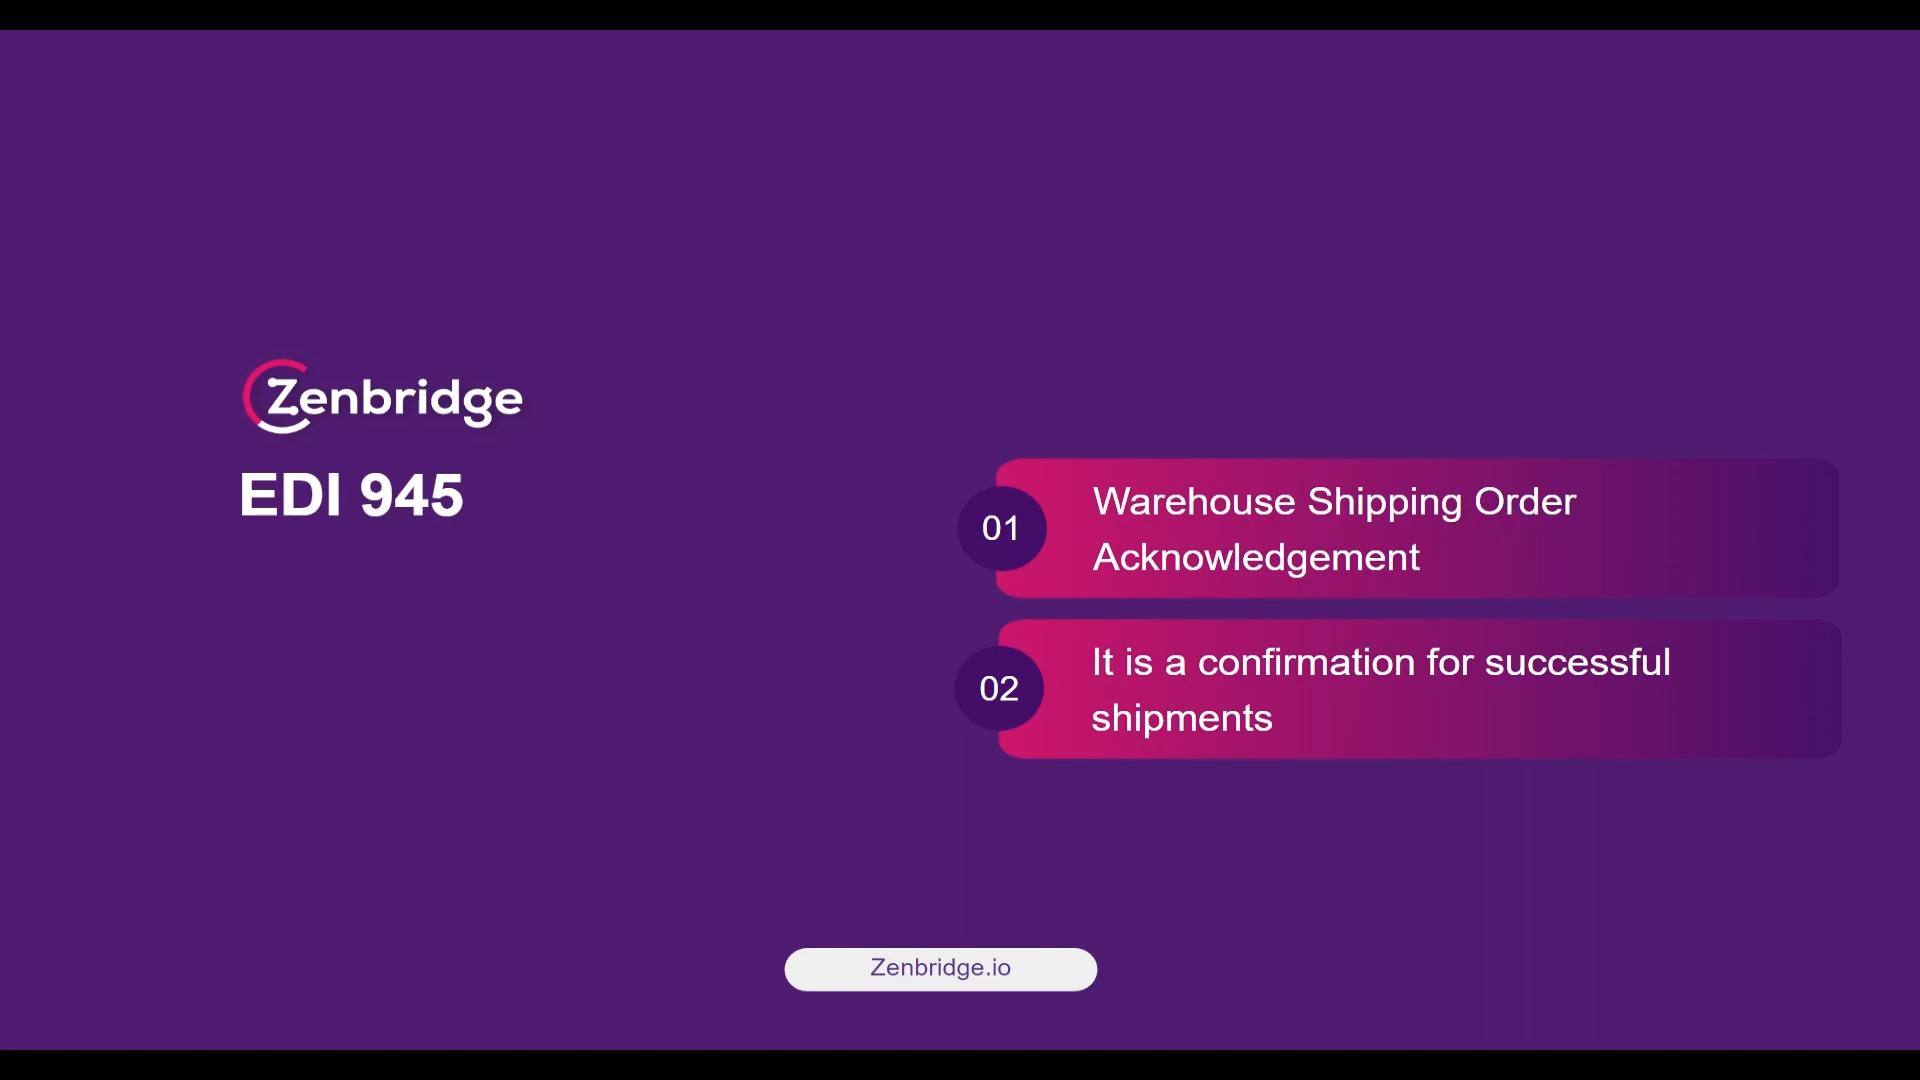 Zenbridge
EDI 945
01
Warehouse Shipping Order
Acknowledgement
02
It is a confirmation for successful
shipments
Zenbridge.io